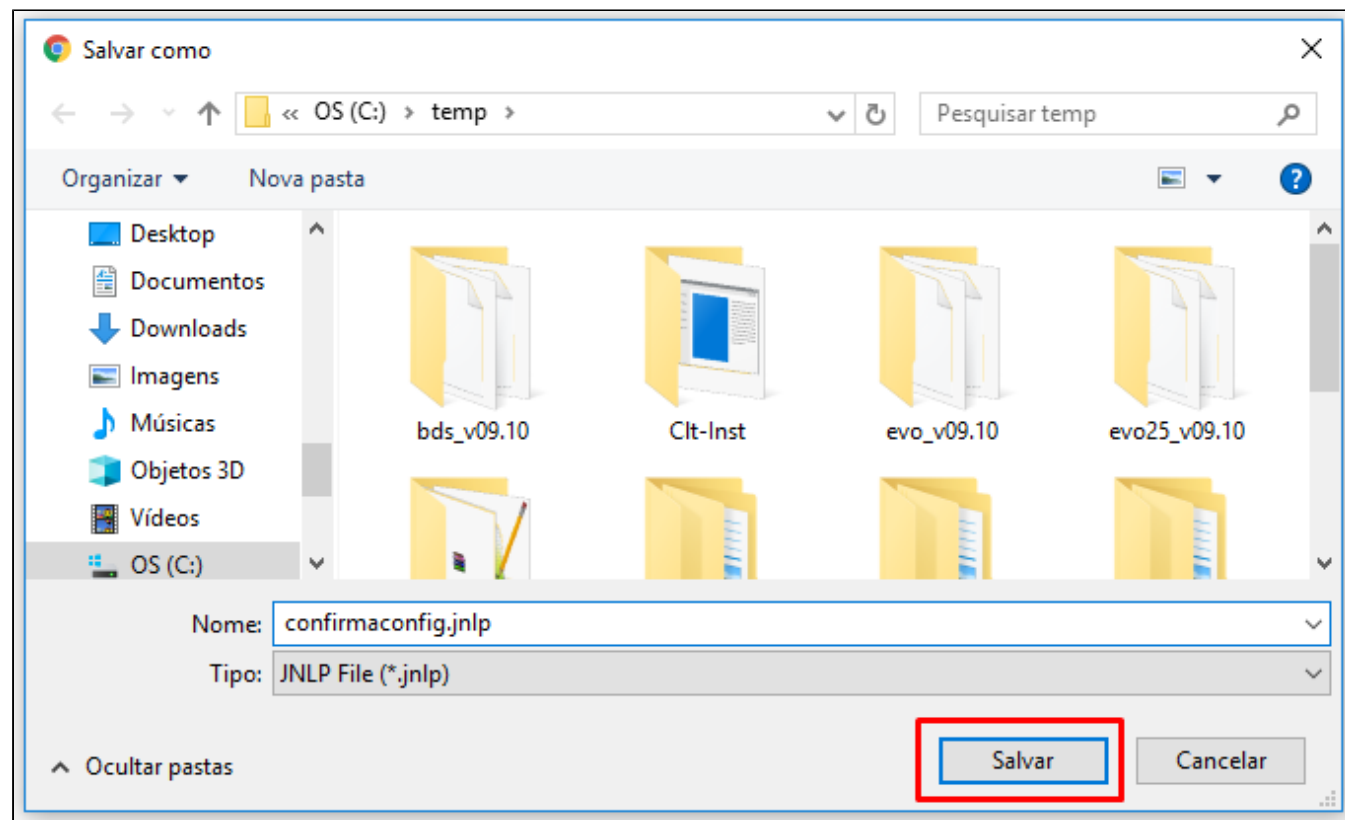 Salvar como
« OS (C:) > temp >
Pesquisar temp
Organizar
Nova pasta
?
Desktop
Documentos
Downloads
Imagens
Músicas
Objetos 3D
Vídeos
OS (C:)
bds_v09.10
Clt-Inst
evo_v09.10
evo25_v09.10
Nome: confirmaconfig.jnlp
Tipo: JNLP File (*.jnlp)
Ocultar pastas
Salvar
Cancelar